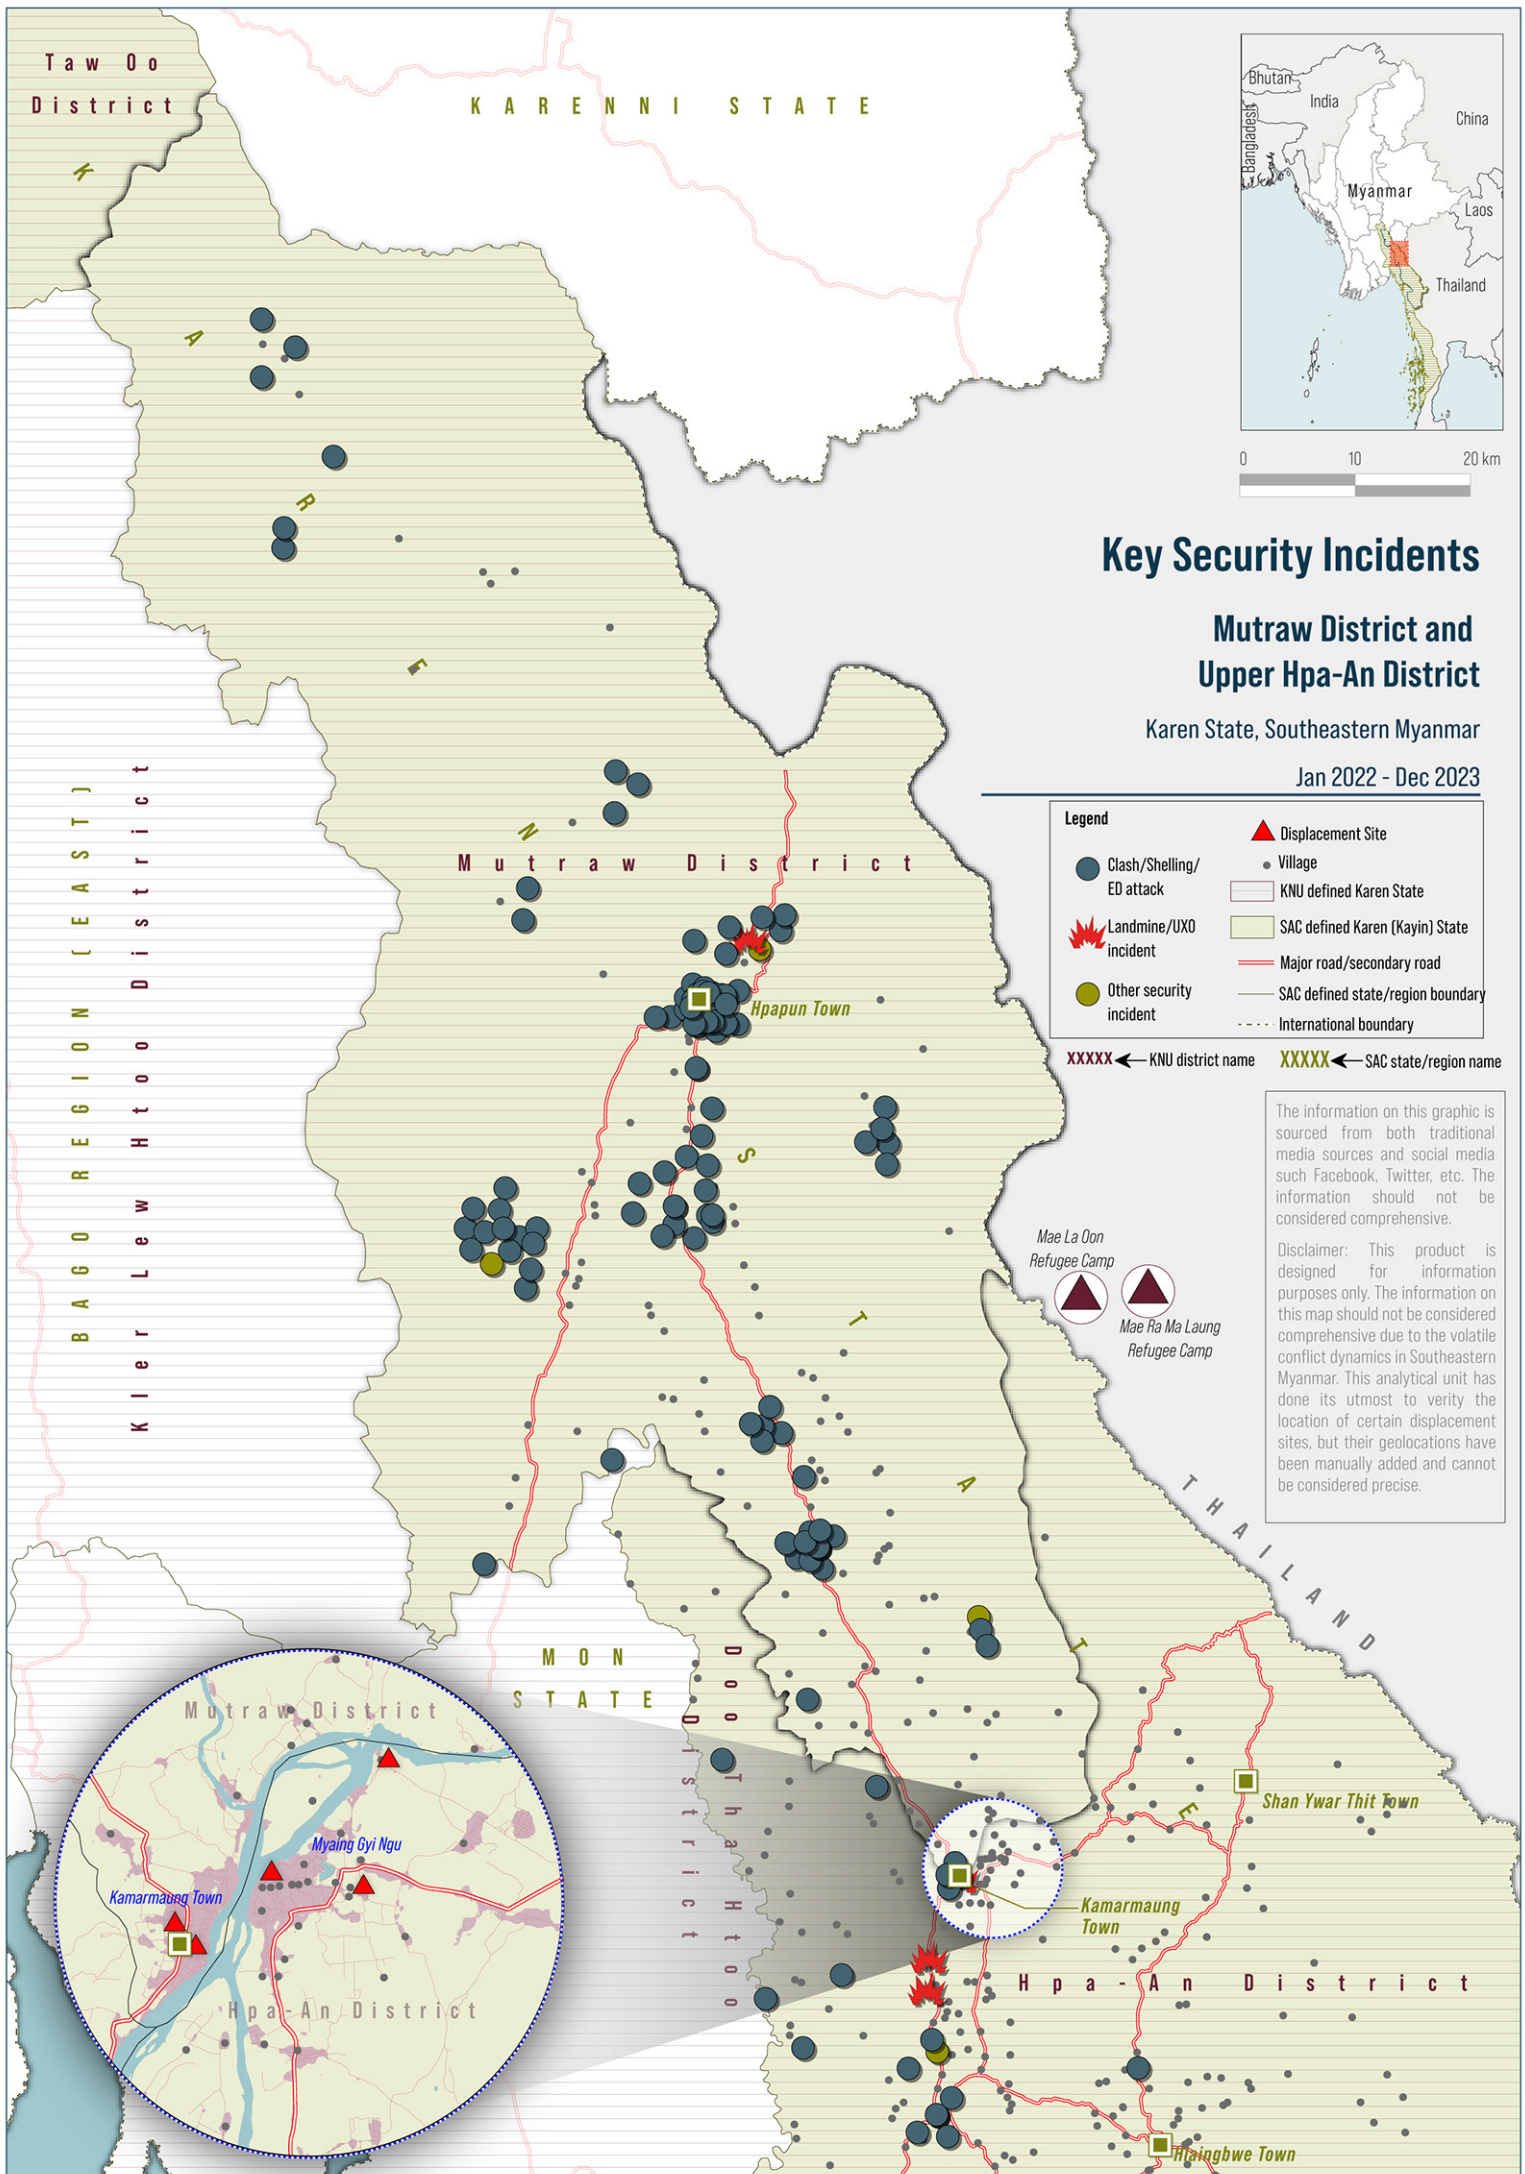 Taw Oo
District
KARENNI STATE
KAREN STATE
Bhutan
India
China
Bangladesh
Myanmar
Laos
Thailand
0 10 20 km
Key Security Incidents
Mutraw District and
Upper Hpa-An District
Karen State, Southeastern Myanmar
Jan 2022 - Dec 2023
Legend
Clash/Shelling/
ED attack
Landmine/UXO
incident
Other security
incident
Displacement Site
Village
KNU defined Karen State
SAC defined Karen (Kayin) State
Major road/secondary road
SAC defined state/region boundary
International boundary
XXXXX KNU district name
XXXXX SAC state/region name
The information on this graphic is
sourced from both traditional
media sources and social media
such Facebook, Twitter, etc. The
information should not be
considered comprehensive.
Disclaimer: This product is
designed for information
purposes only. The information on
this map should not be considered
comprehensive due to the volatile
conflict dynamics in Southeastern
Myanmar. This analytical unit has
done its utmost to verity the
location of certain displacement
sites, but their geolocations have
been manually added and cannot
be considered precise.
BAGO REGION (EAST)
Kler Lew Htoo District
Mutraw District
Hpapun Town
Mae La Oon
Refugee Camp
Mae Ra Ma Laung
Refugee Camp
THAILAND
MON
STATE
Doo Tha Htoo
District
Shan Ywar Thit Town
Kamarmaung
Town
Hpa-An District
Hlaingbwe Town
Mutraw District
Myaing Gyi Ngu
Kamarmaung Town
Hpa-An District